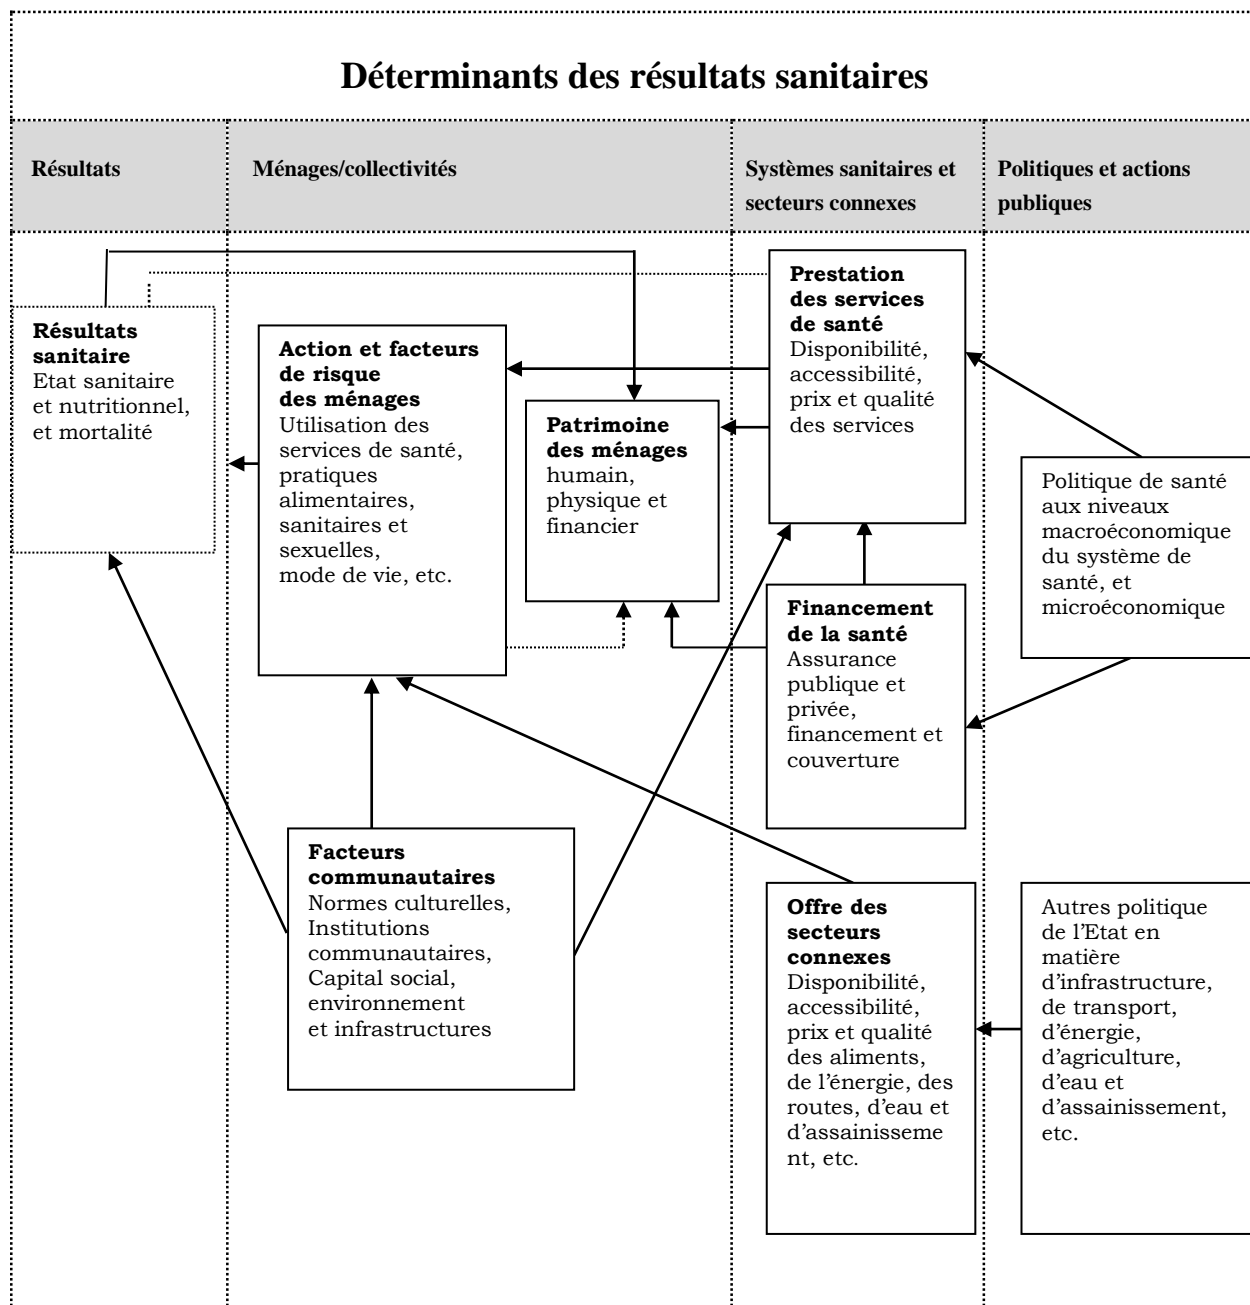 Déterminants des résultats sanitaires
Résultats
Ménages/collectivités
Systèmes sanitaires et
secteurs connexes
Politiques et actions
publiques
Résultats
sanitaire
Etat sanitaire
et nutritionnel,
et mortalité
Action et facteurs
de risque
des ménages
Utilisation des
services de santé,
pratiques
alimentaires,
sanitaires et
sexuelles,
mode de vie, etc.
Patrimoine
des ménages
humain,
physique et
financier
Prestation
des services
de santé
Disponibilité,
accessibilité,
prix et qualité
des services
Politique de santé
aux niveaux
macroéconomique
du système de
santé, et
microéconomique
Financement
de la santé
Assurance
publique et
privée,
financement et
couverture
Facteurs
communautaires
Normes culturelles,
Institutions
communautaires,
Capital social,
environnement
et infrastructures
Offre des
secteurs
connexes
Disponibilité,
accessibilité,
prix et qualité
des aliments,
de l'énergie, des
routes, d'eau et
d'assainisseme
nt, etc.
Autres politique
de l'Etat en
matière
d'infrastructure,
de transport,
d'énergie,
d'agriculture,
d'eau et
d'assainissement,
etc.